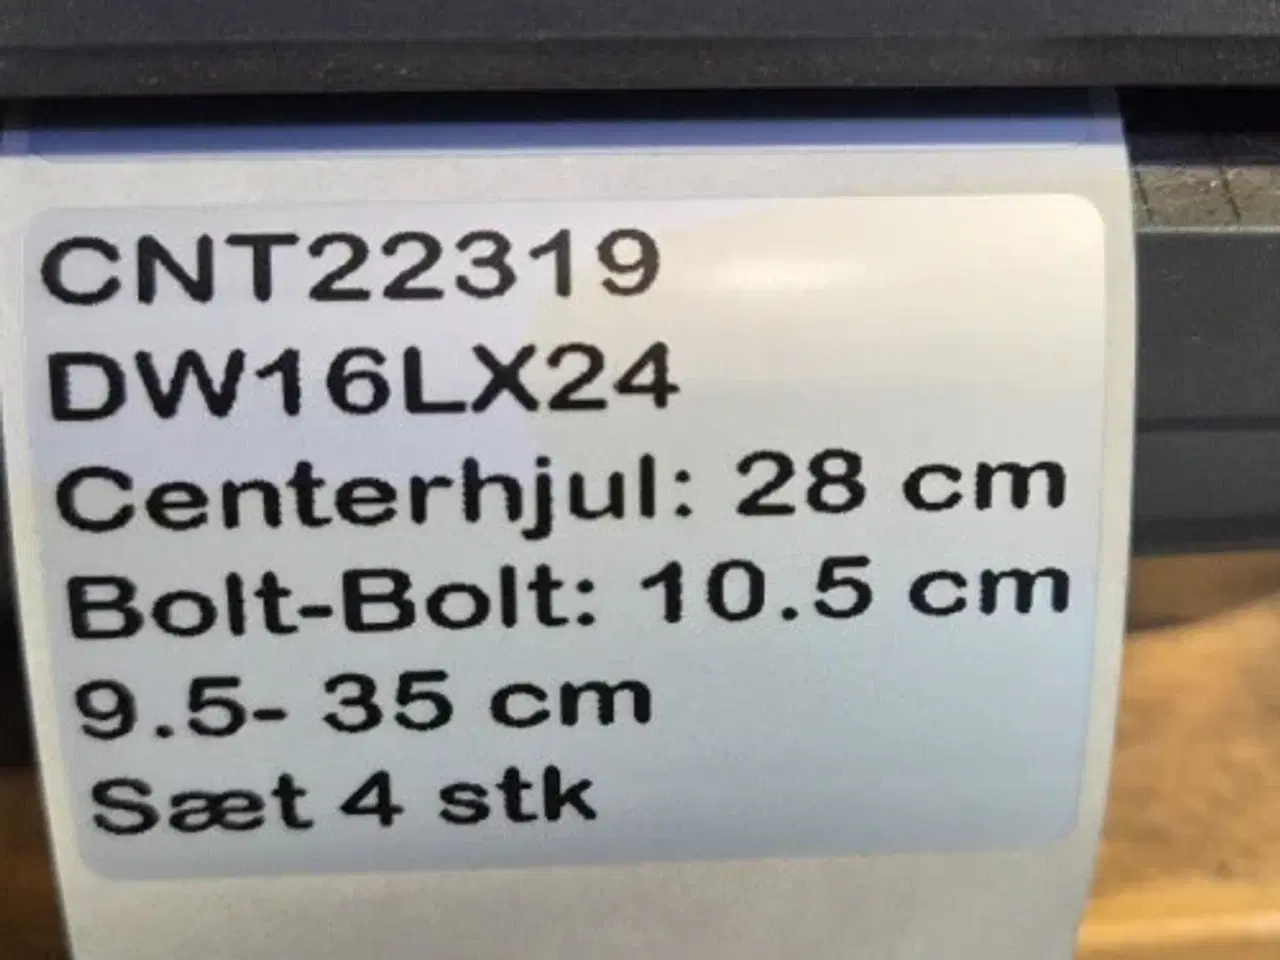 CNT22319
DW16LX24
Centerhjul: 28 cm
Bolt-Bolt: 10.5 cm
9.5- 35 cm
Sæt 4 stk